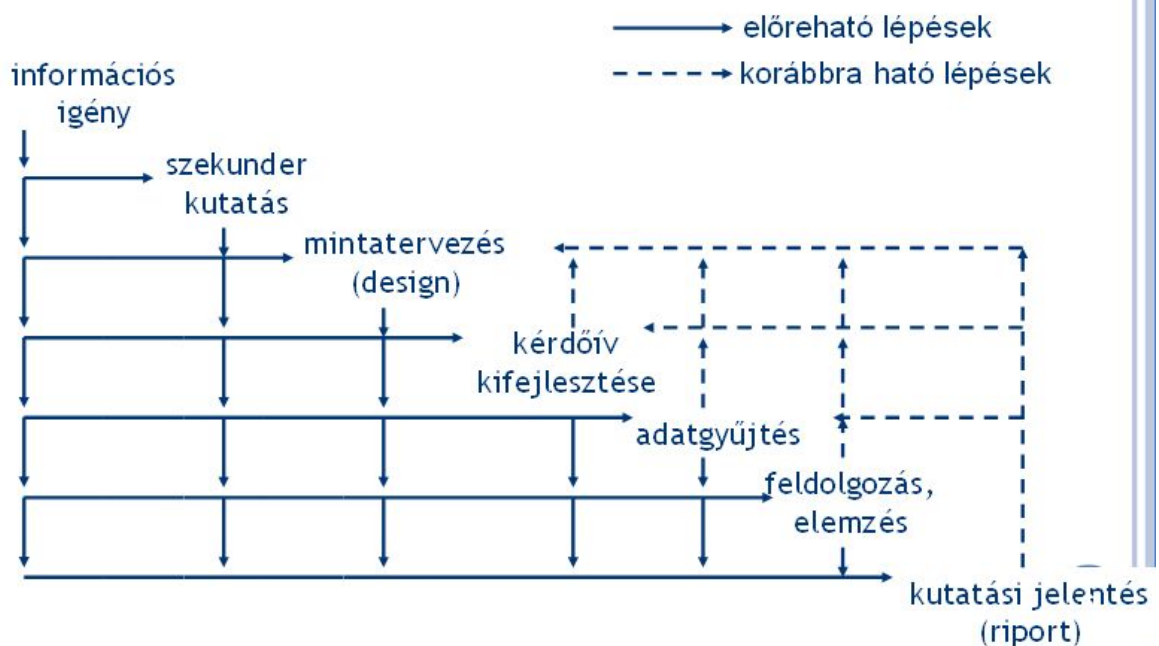 előreható lépések
korábbra ható lépések
információs
igény
szekunder
kutatás
mintatervezés
(design)
kérdőív
kifejlesztése
adatgyűjtés
feldolgozás,
elemzés
kutatási jelentés
(riport)